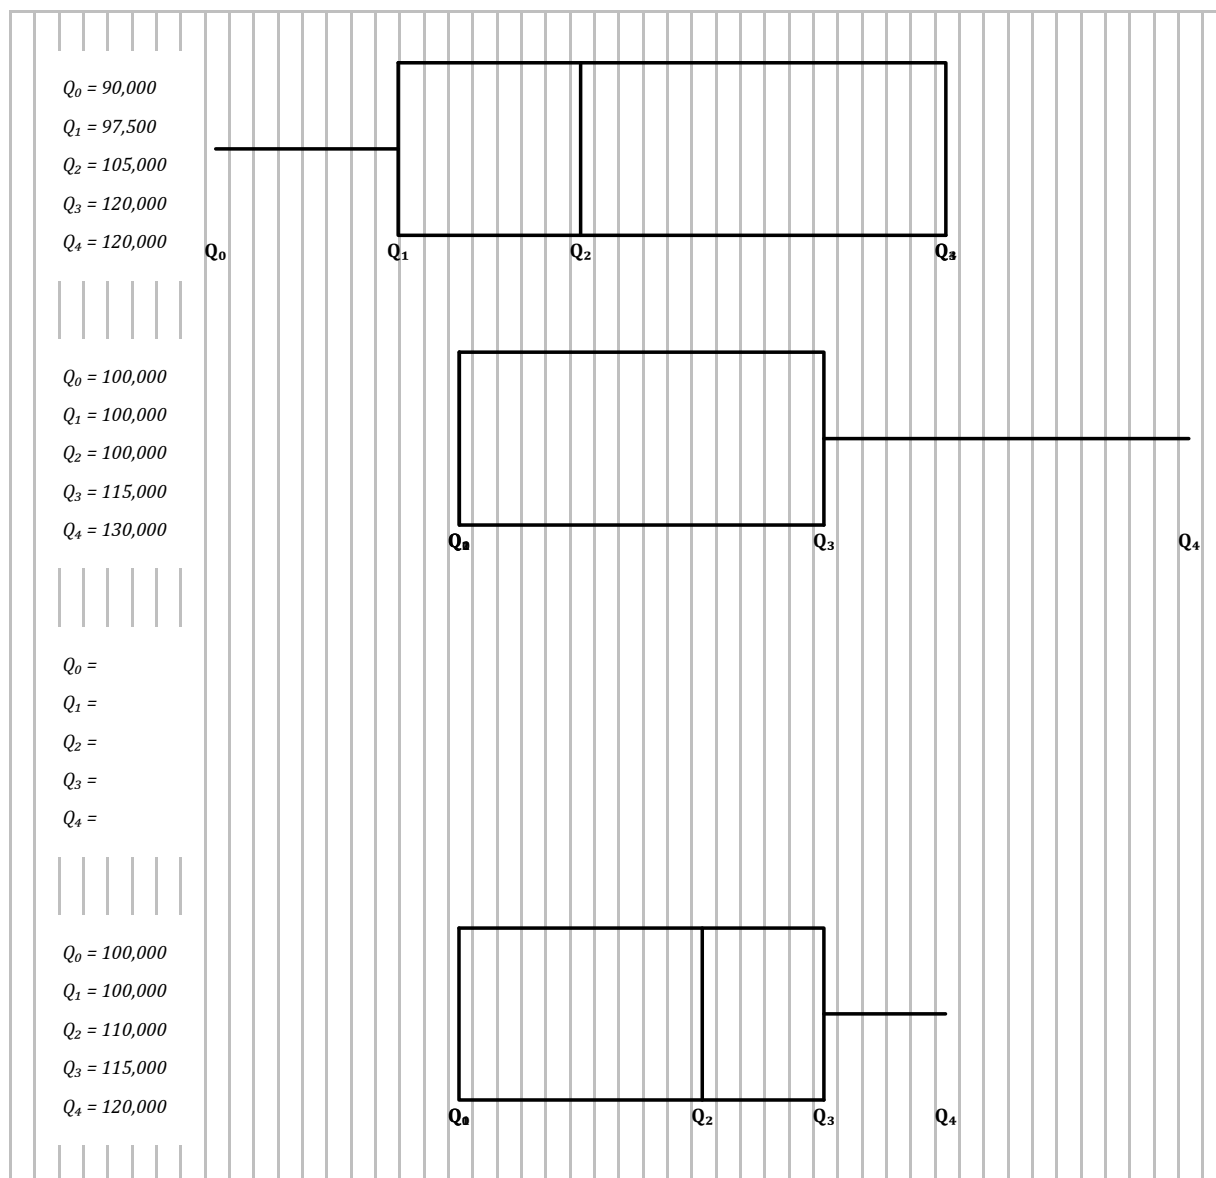 Q₀ = 90,000
Q₁ = 97,500
Q₂ = 105,000
Q₃ = 120,000
Q₄ = 120,000
Q₀ Q₁ Q₂
Q₀ = 100,000
Q₁ = 100,000
Q₂ = 100,000
Q₃ = 115,000
Q₄ = 130,000
Q₃ Q₄
Q₀ =
Q₁ =
Q₂ =
Q₃ =
Q₄ =
Q₀ = 100,000
Q₁ = 100,000
Q₂ = 110,000
Q₃ = 115,000
Q₄ = 120,000
Q₂ Q₃ Q₄